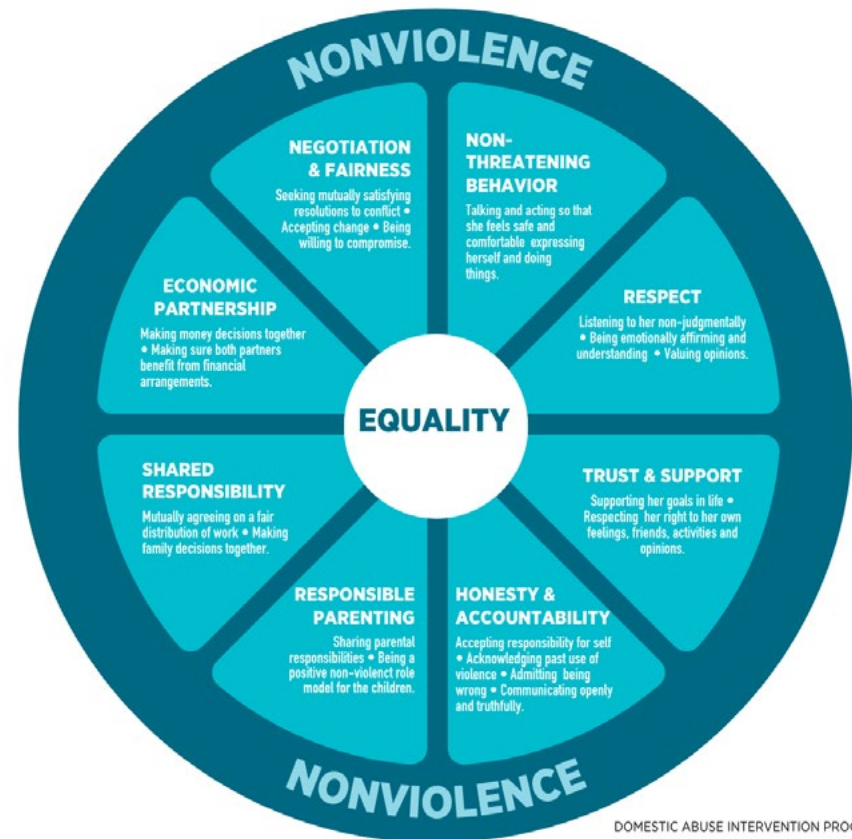 NONVIOLENCE
NEGOTIATION
& FAIRNESS
Seeking mutually satisfying
resolutions to conflict •
Accepting change • Being
willing to compromise.
NON-
THREATENING
BEHAVIOR
Talking and acting so that
she feels safe and
comfortable expressing
herself and doing
things.
ECONOMIC
PARTNERSHIP
Making money decisions together
• Making sure both partners
benefit from financial
arrangements.
RESPECT
Listening to her non-judgmentally
• Being emotionally affirming and
understanding • Valuing opinions.
EQUALITY
SHARED
RESPONSIBILITY
Mutually agreeing on a fair
distribution of work • Making
family decisions together.
TRUST & SUPPORT
Supporting her goals in life •
Respecting her right to her own
feelings, friends, activities and
opinions.
RESPONSIBLE
PARENTING
Sharing parental
responsibilities • Being a
positive non-violenct role
model for the children.
HONESTY &
ACCOUNTABILITY
Accepting responsibility for self
• Acknowledging past use of
violence • Admitting being
wrong • Communicating openly
and truthfully.
NONVIOLENCE
DOMESTIC ABUSE INTERVENTION